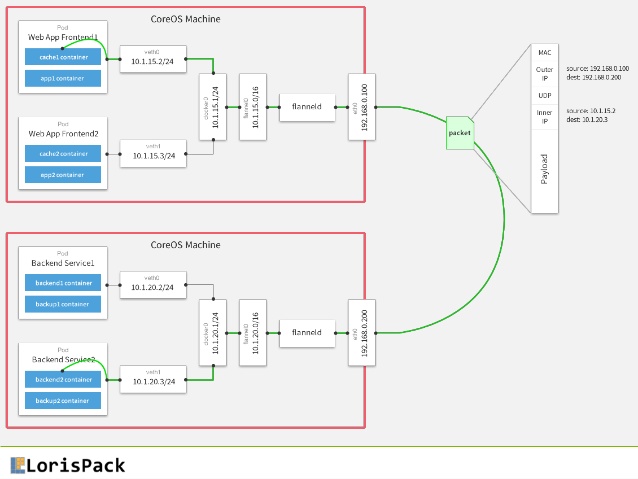 CoreOS Machine
Pod
Web App Frontend1
cache1 container
app1 container
veth0
10.1.15.2/24
docker0
10.1.15.1/24
flannel0
10.1.15.0/16
flanneld
eth0
192.168.0.100
Pod
Web App Frontend2
cache2 container
app2 container
veth1
10.1.15.3/24
packet
MAC
Outer
IP
UDP
Inner
IP
Payload
source: 192.168.0.100
dest: 192.168.0.200
source: 10.1.15.2
dest: 10.1.20.3
CoreOS Machine
Pod
Backend Service1
backend1 container
backup1 container
veth0
10.1.20.2/24
docker0
10.1.20.1/24
flannel0
10.1.20.0/16
flanneld
eth0
192.168.0.200
Pod
Backend Service2
backend2 container
backup2 container
veth1
10.1.20.3/24
LorisPack